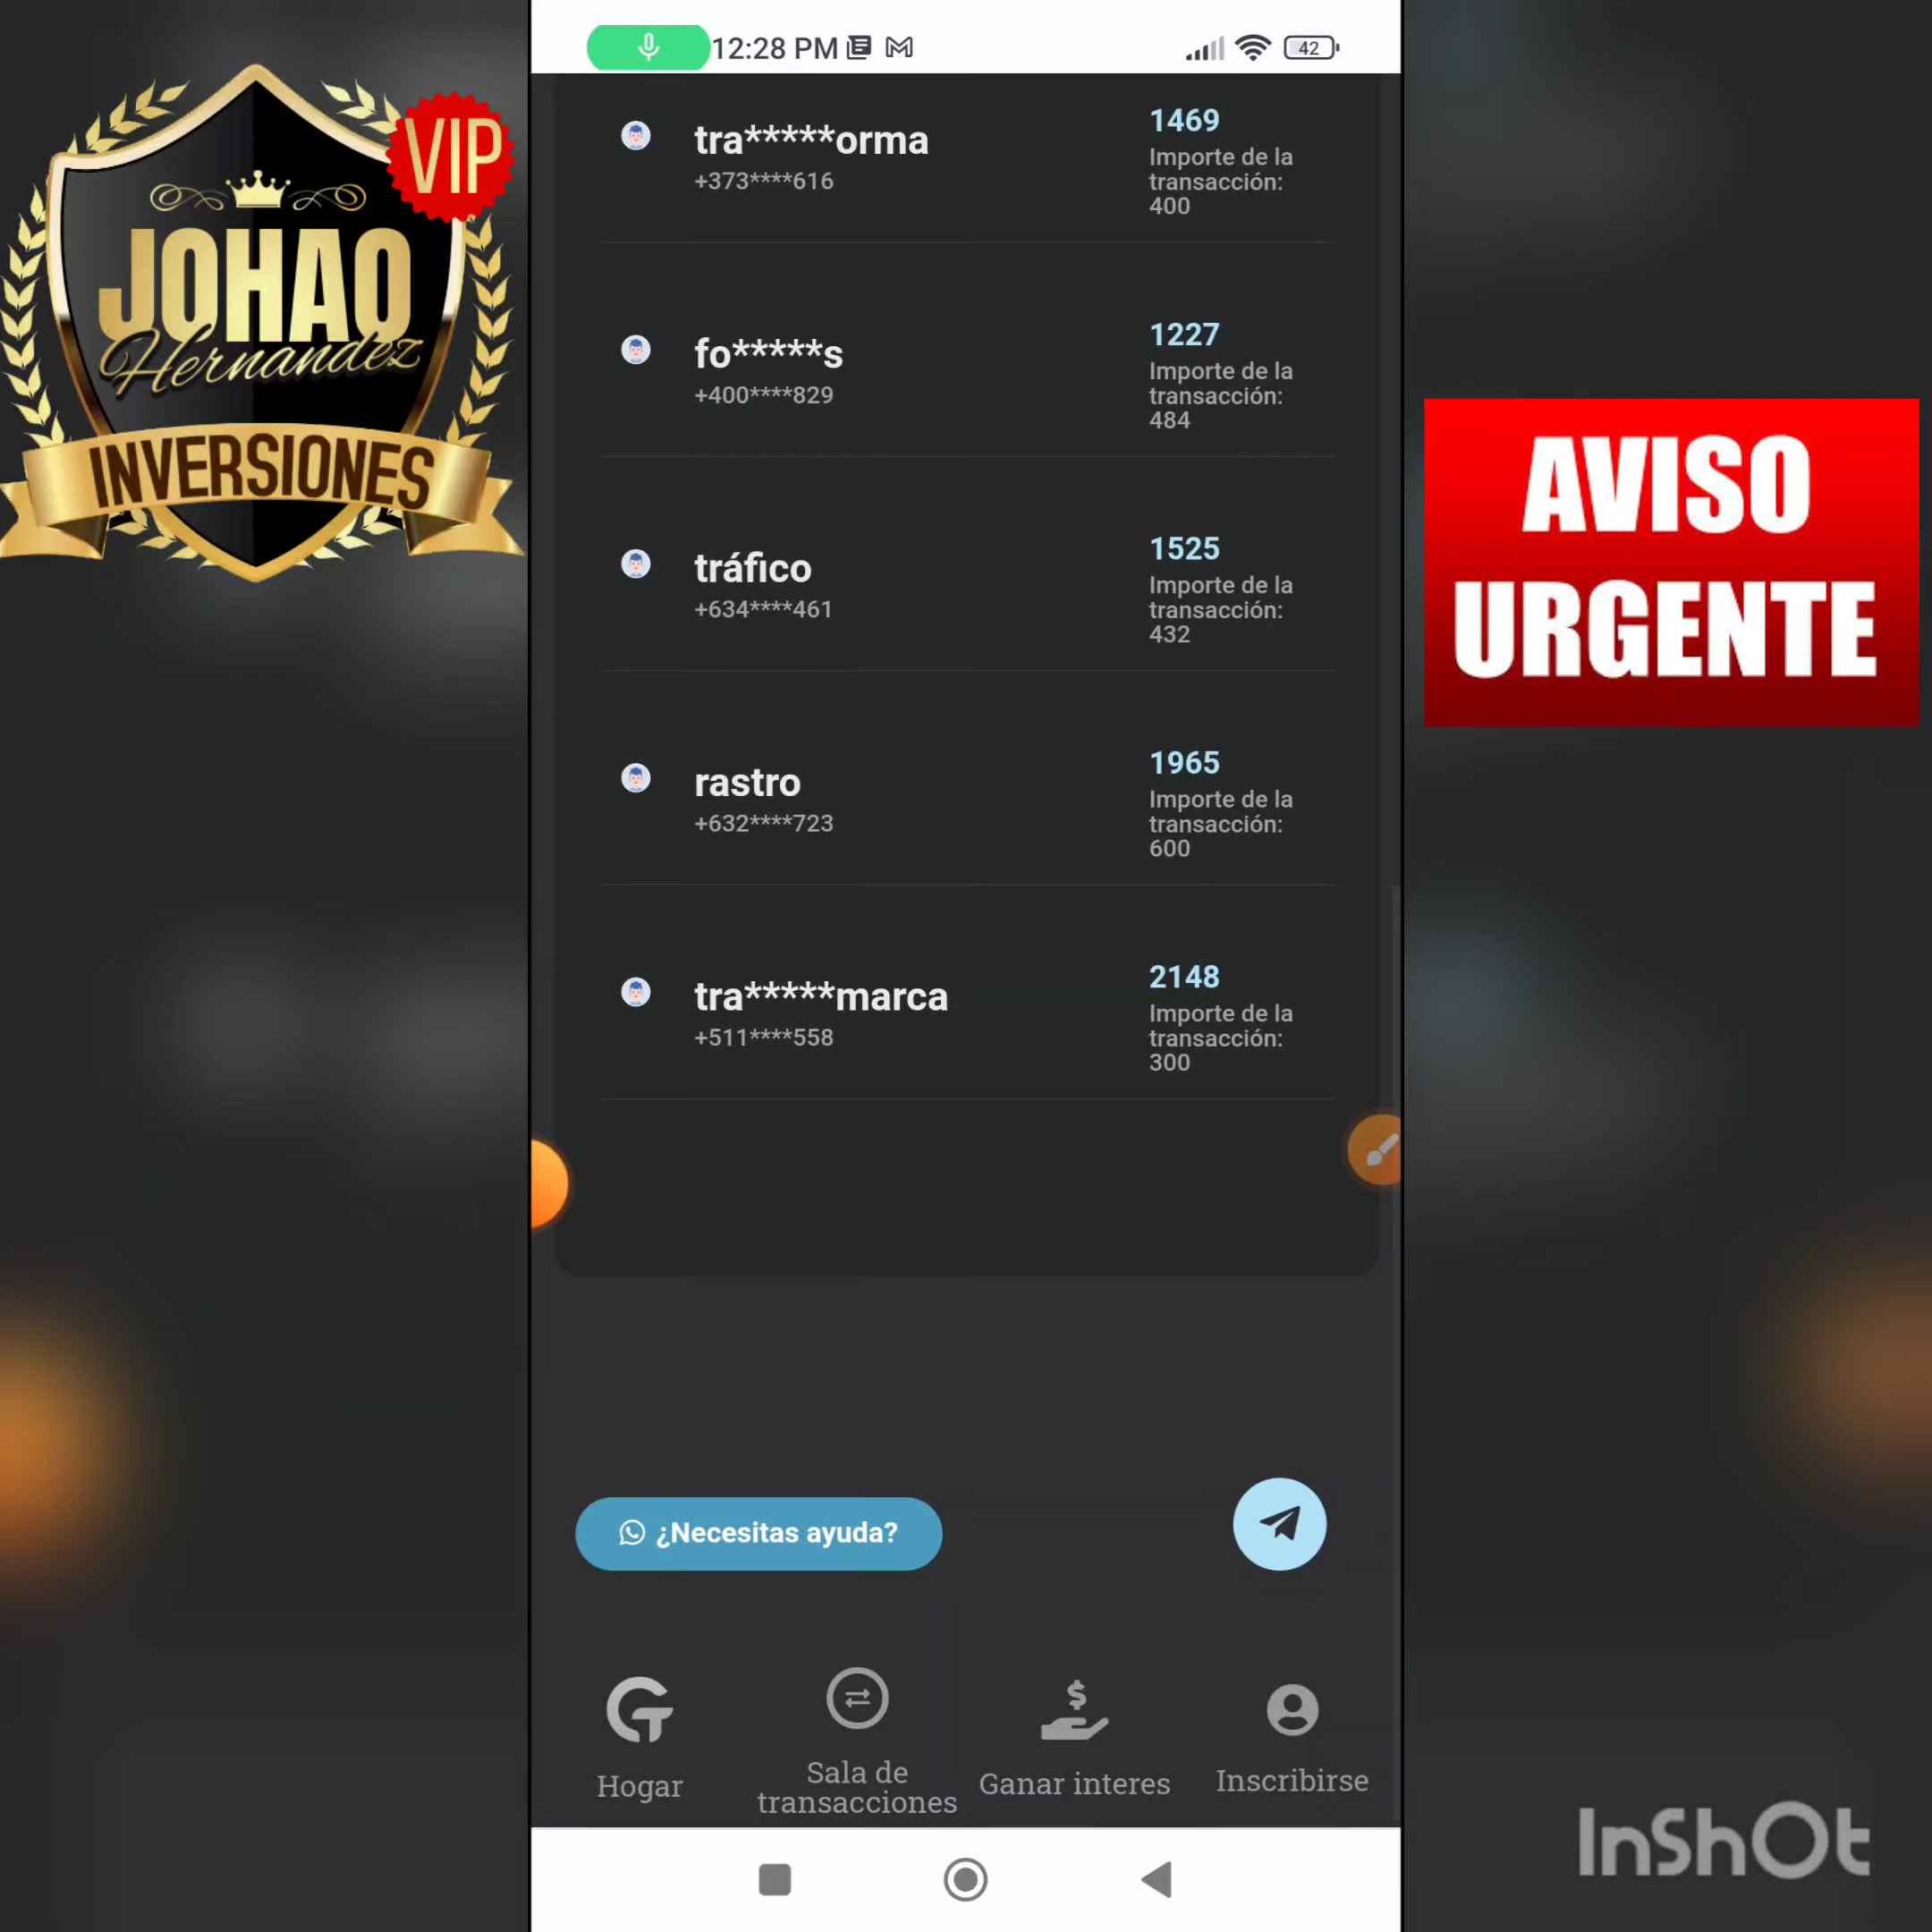 VIP
JOHAO
Hernandez
INVERSIONES
12:28 PM
42
tra*****orma
+373****616
1469
Importe de la
transacción:
400
fo*****s
+400****829
1227
Importe de la
transacción:
484
tráfico
+634****461
1525
Importe de la
transacción:
432
rastro
+632****723
1965
Importe de la
transacción:
600
tra*****marca
+511****558
2148
Importe de la
transacción:
300
AVISO
URGENTE
¿Necesitas ayuda?
Hogar
Sala de
transacciones
Ganar interes
Inscribirse
InShOt